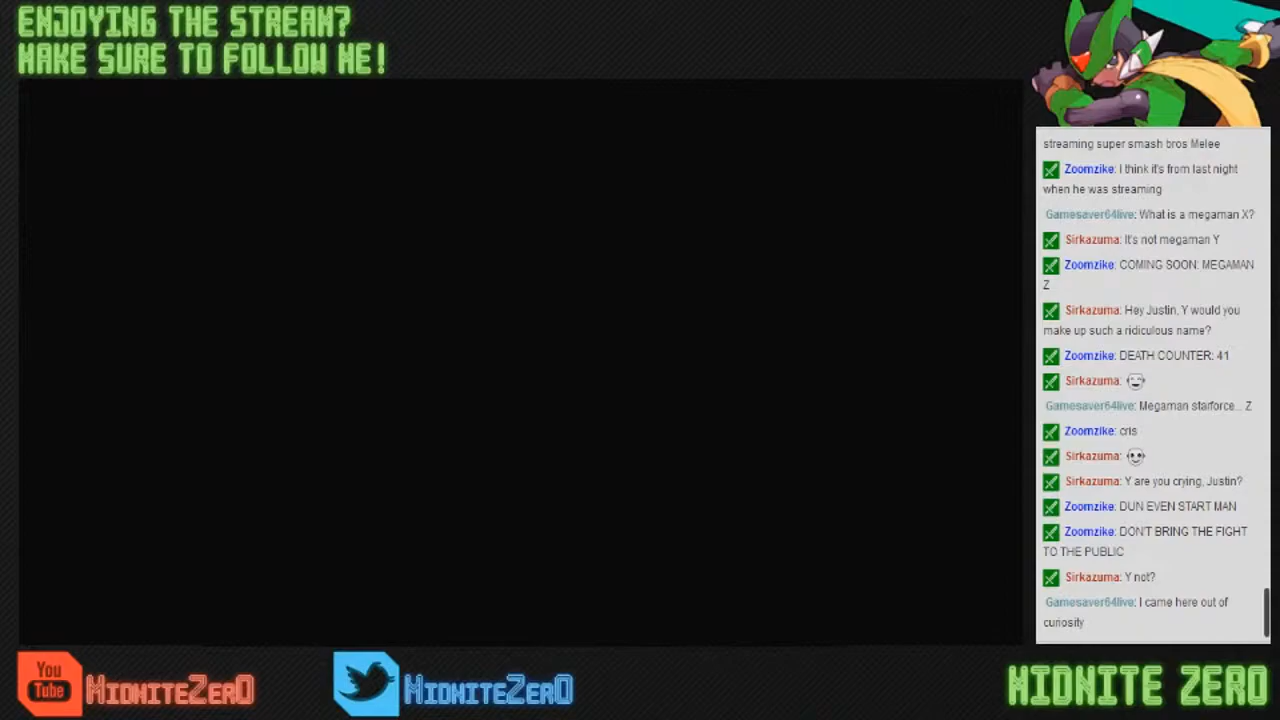 ENJOYING THE STREAM?
MAKE SURE TO FOLLOW ME!
streaming super smash bros Melee
Zoomzike: I think it's from last night
when he was streaming
Gamesaver64live: What is a megaman X?
Sirkazuma: It's not megaman Y
Zoomzike: COMING SOON: MEGAMAN
Z
Sirkazuma: Hey Justin, Y would you
make up such a ridiculous name?
Zoomzike: DEATH COUNTER: 41
Sirkazuma:
Gamesaver64live: Megaman starforce... Z
Zoomzike: cris
Sirkazuma:
Sirkazuma: Y are you crying, Justin?
Zoomzike: DUN EVEN START MAN
Zoomzike: DON'T BRING THE FIGHT
TO THE PUBLIC
Sirkazuma: Y not?
Gamesaver64live: I came here out of
curiosity
You
Tube
MIDNITEZER0
MIDNITEZER0
MIDNITE ZERO